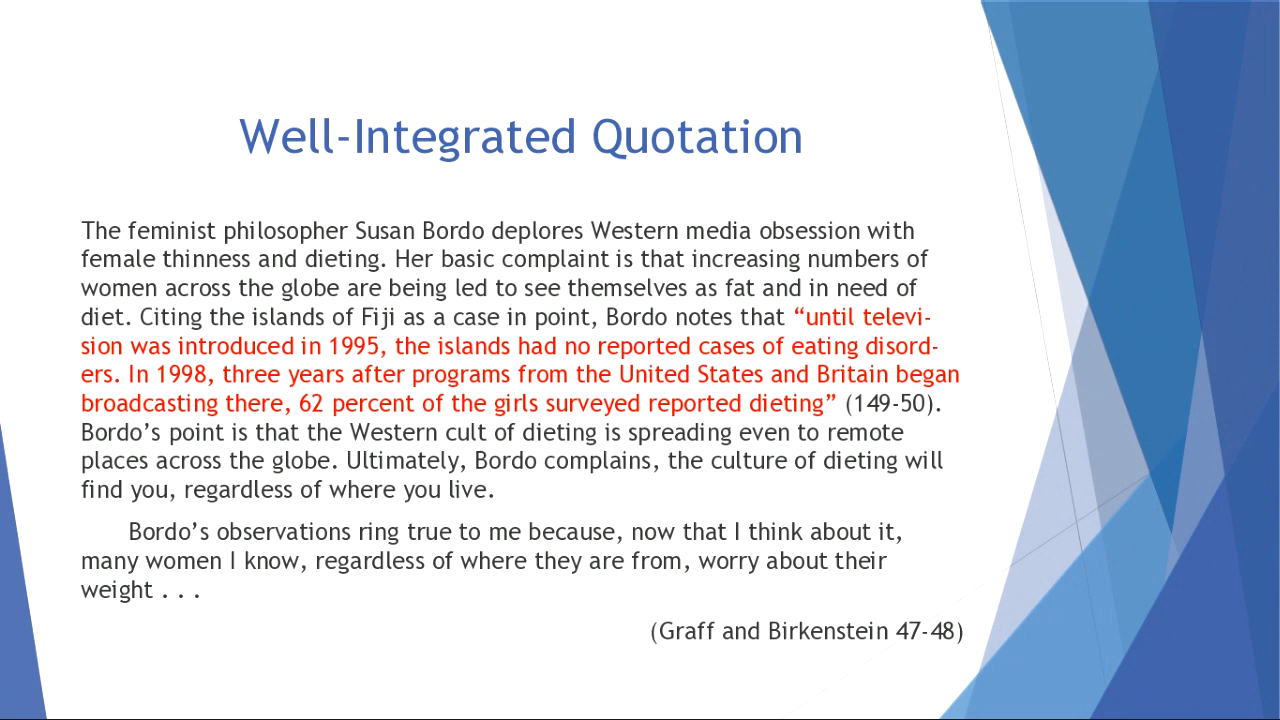 Well-Integrated Quotation
The feminist philosopher Susan Bordo deplores Western media obsession with
female thinness and dieting. Her basic complaint is that increasing numbers of
women across the globe are being led to see themselves as fat and in need of
diet. Citing the islands of Fiji as a case in point, Bordo notes that “until televi-
sion was introduced in 1995, the islands had no reported cases of eating disord-
ers. In 1998, three years after programs from the United States and Britain began
broadcasting there, 62 percent of the girls surveyed reported dieting” (149-50).
Bordo’s point is that the Western cult of dieting is spreading even to remote
places across the globe. Ultimately, Bordo complains, the culture of dieting will
find you, regardless of where you live.
Bordo’s observations ring true to me because, now that I think about it,
many women I know, regardless of where they are from, worry about their
weight . . .
(Graff and Birkenstein 47-48)